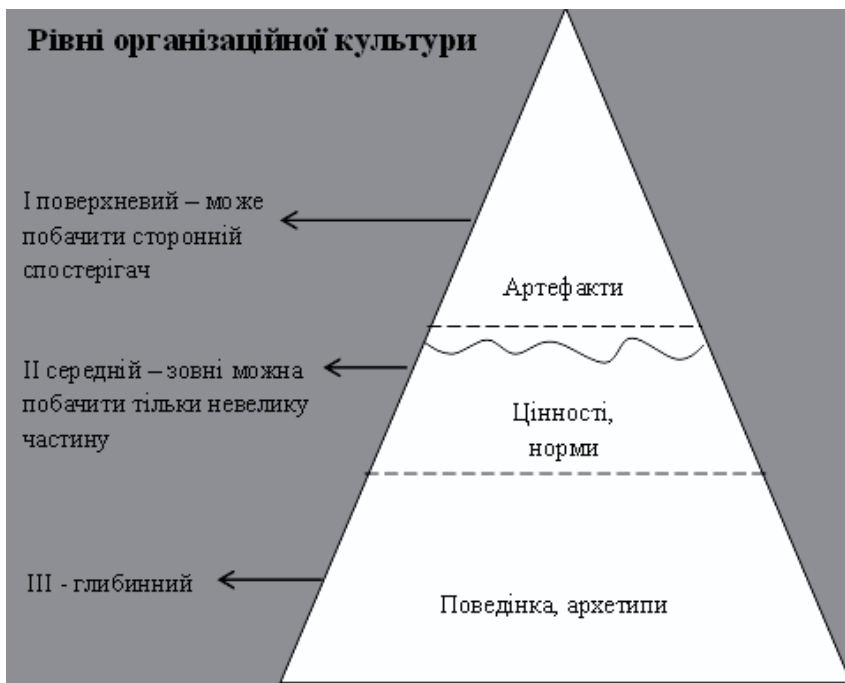 Рівні організаційної культури
І поверхневий – може
побачити сторонній
спостерігач
Артефакти
ІІ середній – зовні можна
побачити тільки невелику
частину
Цінності,
норми
ІІІ - глибинний
Поведінка, архетипи